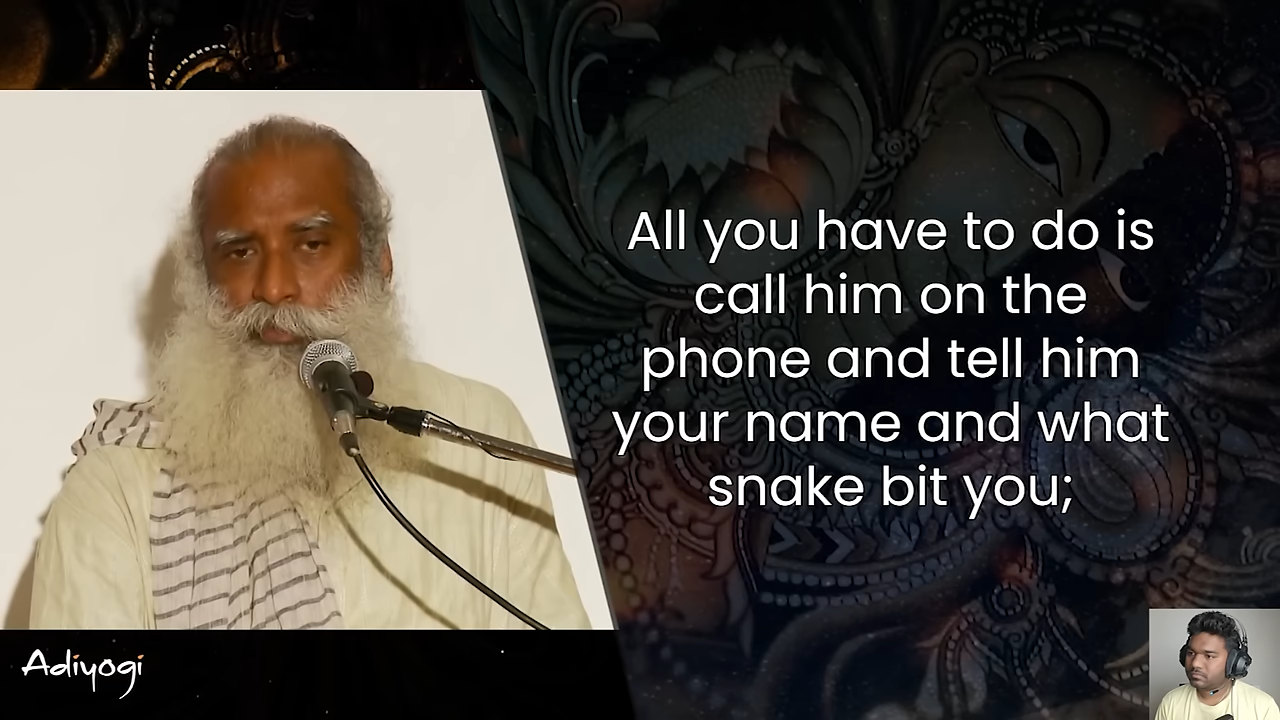 All you have to do is
call him on the
phone and tell him
your name and what
snake bit you;
Adiyogi